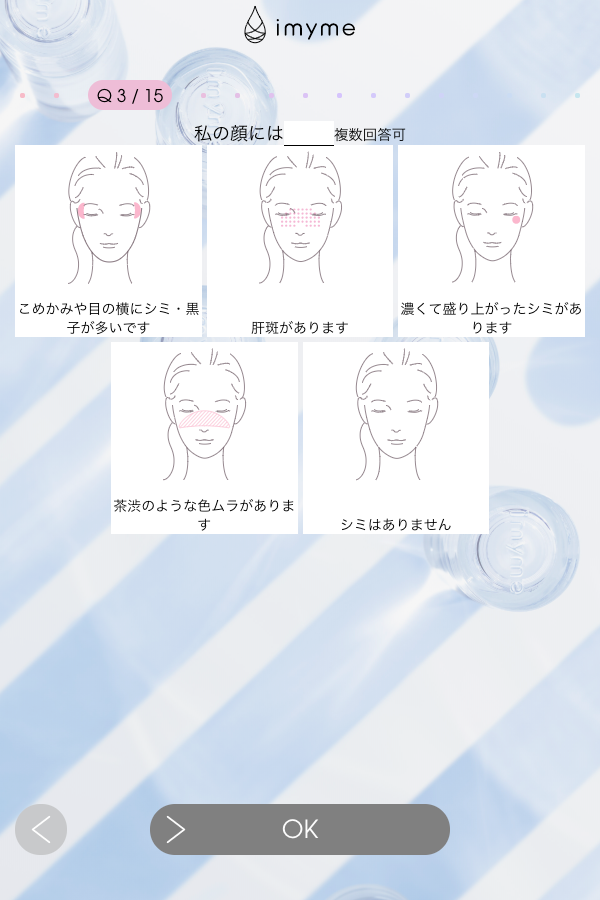 imyme
Q 3 / 15
私の顔には 複数回答可
こめかみや目の横にシミ・黒
子が多いです
肝斑があります
濃くて盛り上がったシミがあ
ります
茶渋のような色ムラがありま
す
シミはありません
imyme
OK